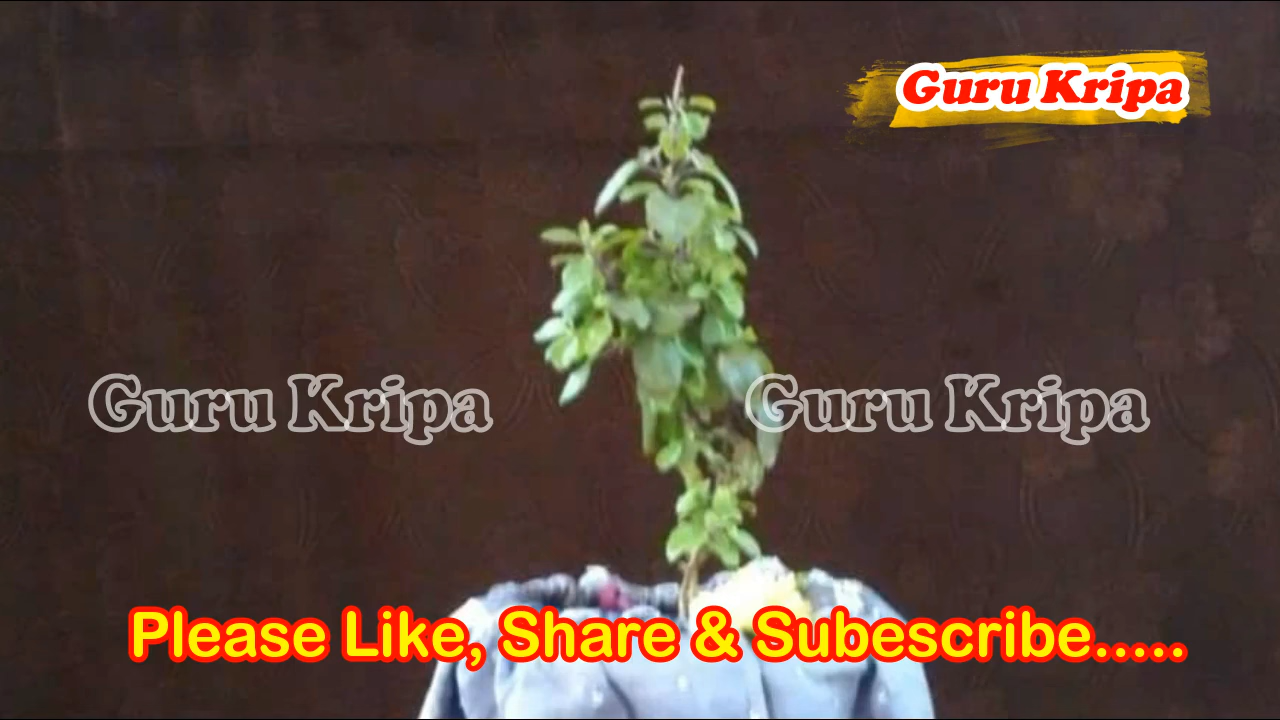 Guru Kripa
Guru Kripa Guru Kripa
Please Like, Share & Subescribe.....